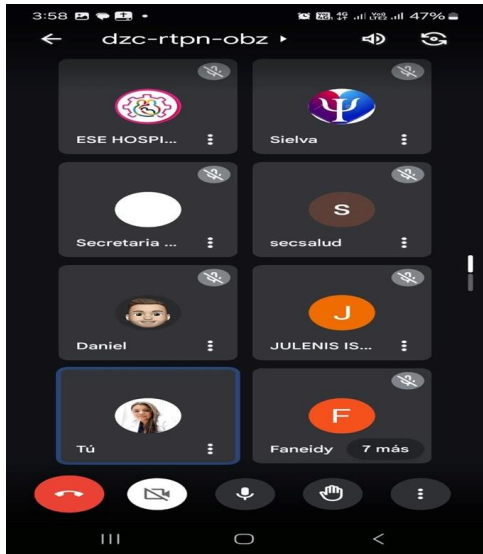 3:58 47%
dzc-rtpn-obz
ESE HOSPI... Sielva
Secretaria ... secsalud
S
Daniel JULENIS IS...
J
Tú Faneidy 7 más
F